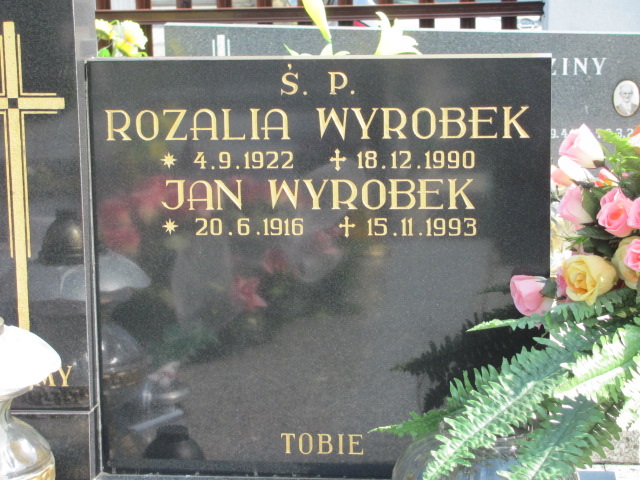 Ś. P.
ROZALIA WYROBEK
* 4.9.1922 ✝ 18.12.1990
JAN WYROBEK
* 20.6.1916 ✝ 15.11.1993
TOBIE